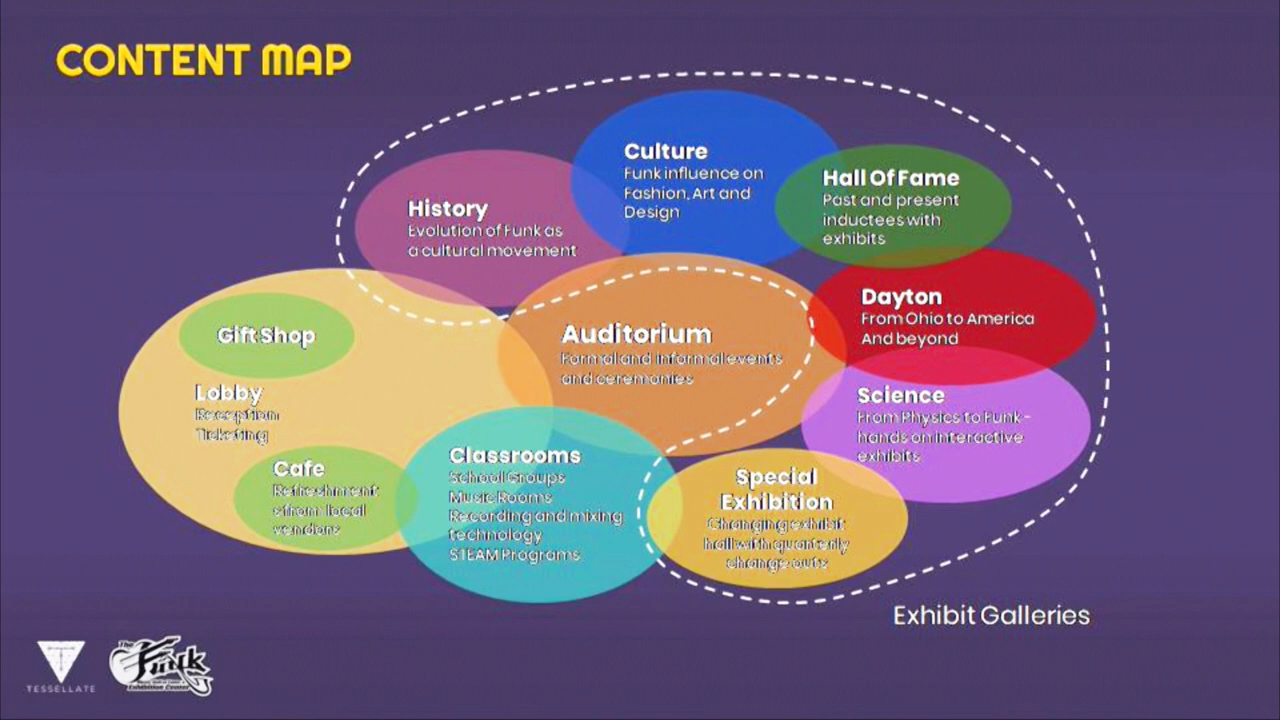 CONTENT MAP
Culture
Funk influence on
Fashion, Art and
Design
Hall Of Fame
Past and present
inductees with
exhibits
History
Evolution of Funk as
a cultural movement
Dayton
From Ohio to America
And beyond
Gift Shop
Auditorium
Formal and informal events
and ceremonies
Lobby
Reception
Ticketing
Science
From Physics to Funk -
hands on interactive
exhibits
Cafe
Refreshment
s from local
vendors
Classrooms
School Groups
Music Rooms
Recording and mixing
technology
STEAM Programs
Special
Exhibition
Changing exhibit
hall with quarterly
change outs
Exhibit Galleries
TESSELLATE
The
Funk
Exhibition Center